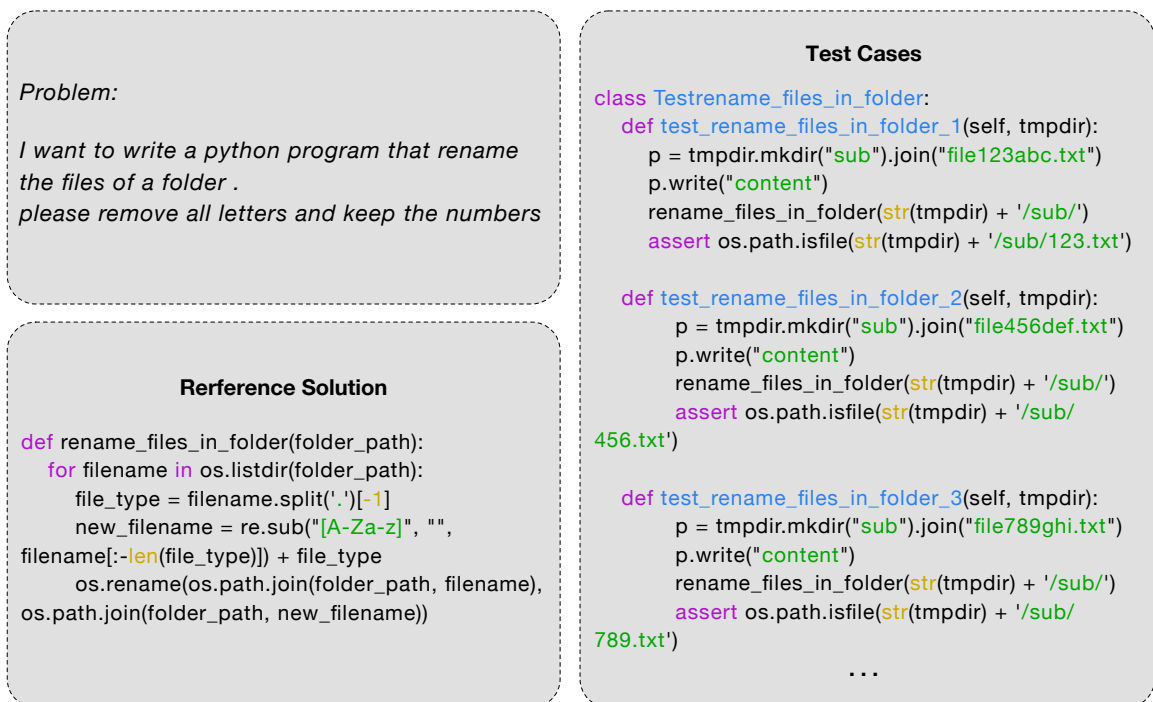 Problem:
I want to write a python program that rename
the files of a folder .
please remove all letters and keep the numbers
Rerference Solution
def rename_files_in_folder(folder_path):
for filename in os.listdir(folder_path):
file_type = filename.split('.')[-1]
new_filename = re.sub("[A-Za-z]", "",
filename[:-len(file_type)]) + file_type
os.rename(os.path.join(folder_path, filename),
os.path.join(folder_path, new_filename))
Test Cases
class Testrename_files_in_folder:
def test_rename_files_in_folder_1(self, tmpdir):
p = tmpdir.mkdir("sub").join("file123abc.txt")
p.write("content")
rename_files_in_folder(str(tmpdir) + '/sub/')
assert os.path.isfile(str(tmpdir) + '/sub/123.txt')
def test_rename_files_in_folder_2(self, tmpdir):
p = tmpdir.mkdir("sub").join("file456def.txt")
p.write("content")
rename_files_in_folder(str(tmpdir) + '/sub/')
assert os.path.isfile(str(tmpdir) + '/sub/
456.txt')
def test_rename_files_in_folder_3(self, tmpdir):
p = tmpdir.mkdir("sub").join("file789ghi.txt")
p.write("content")
rename_files_in_folder(str(tmpdir) + '/sub/')
assert os.path.isfile(str(tmpdir) + '/sub/
789.txt')
...